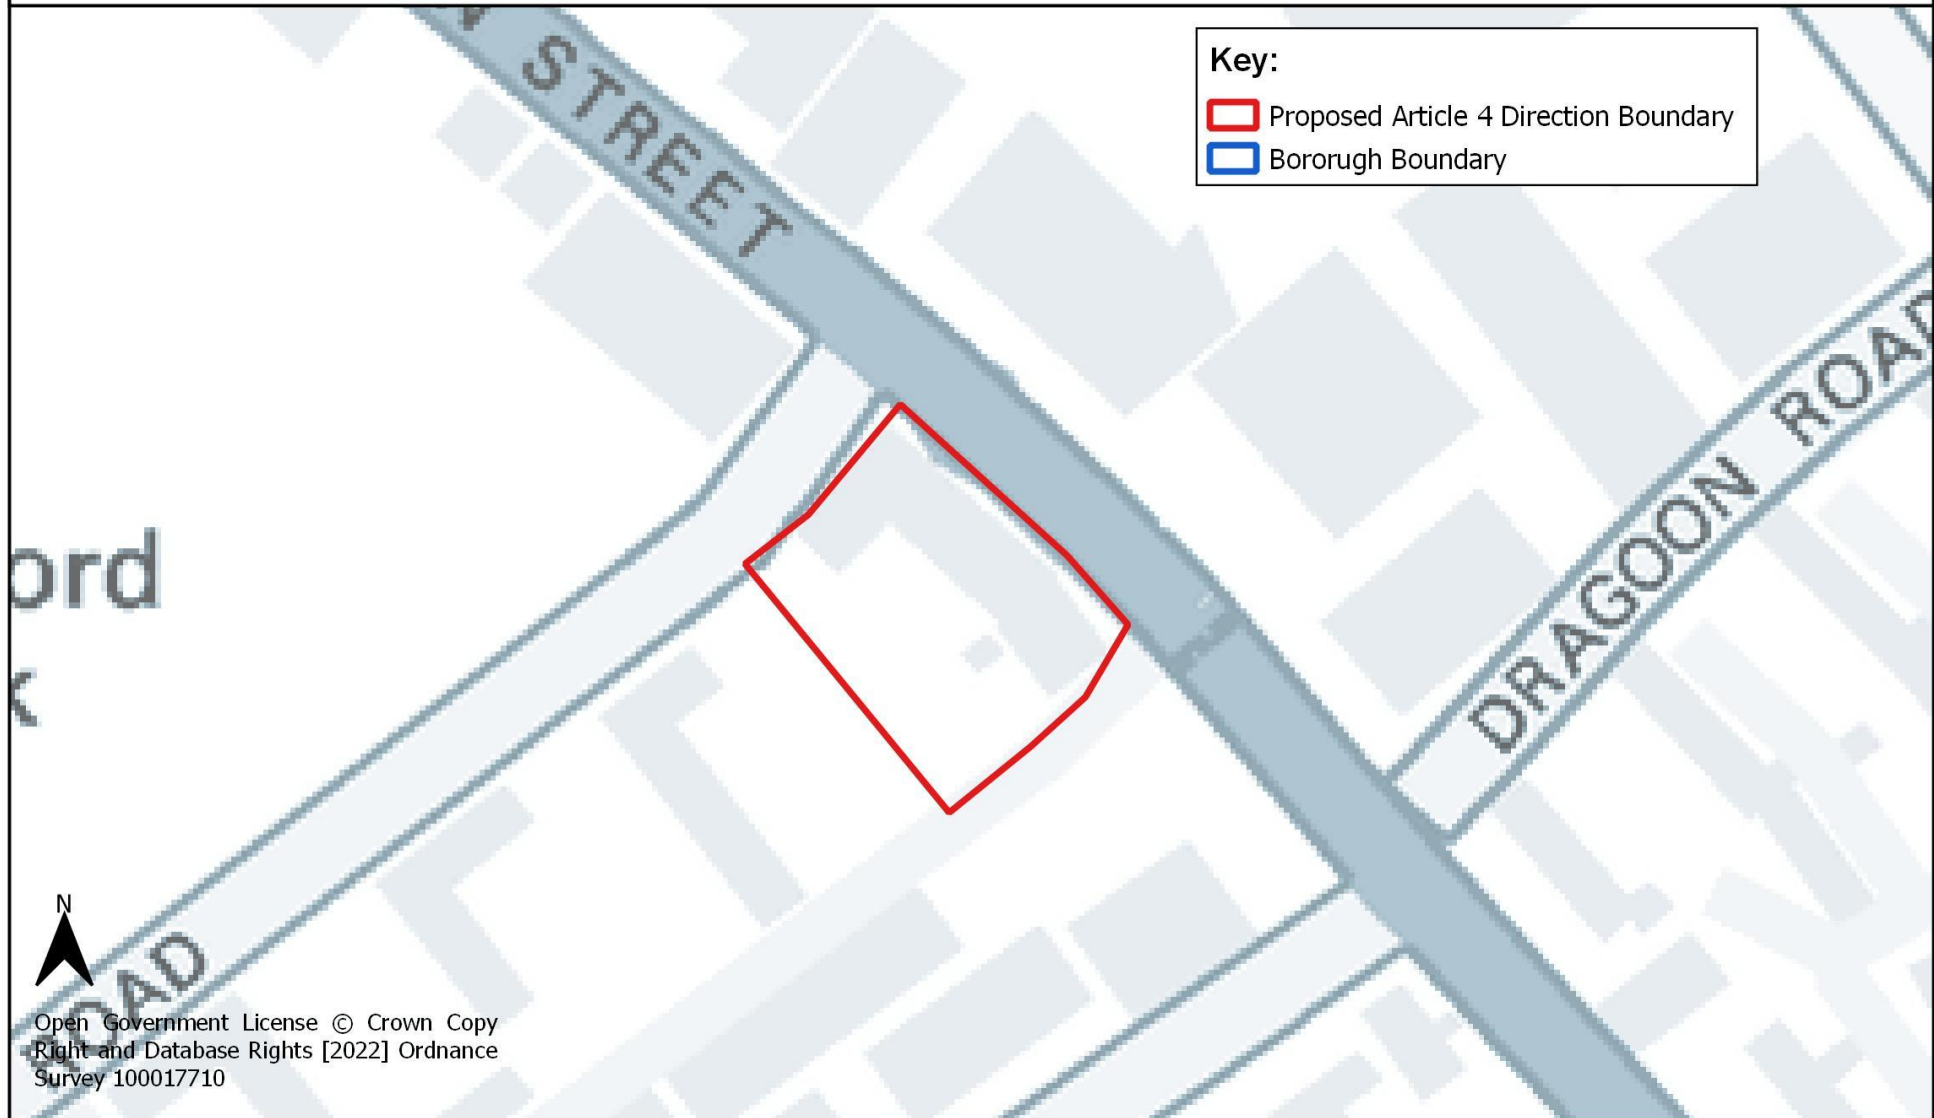 STREET
Key:
Proposed Article 4 Direction Boundary
Bororugh Boundary
DRAGOON ROAD
ord
N
ROAD
Open Government License © Crown Copy
Right and Database Rights [2022] Ordnance
Survey 100017710